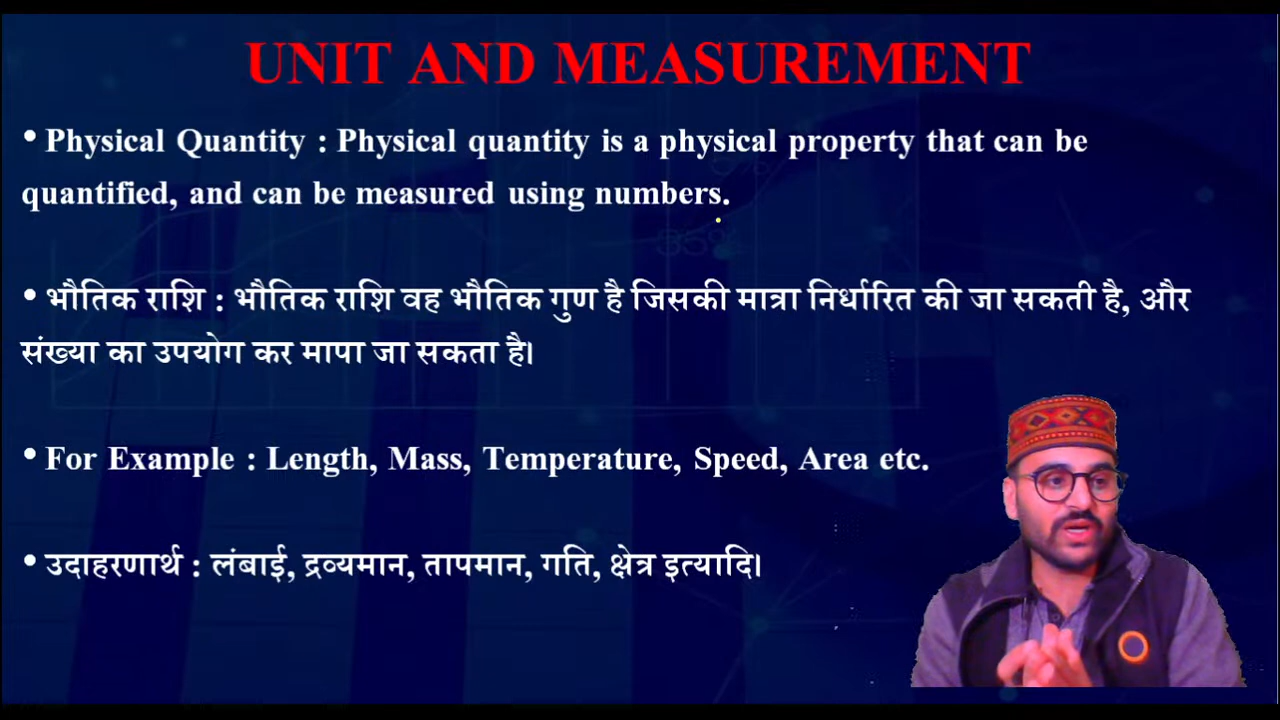 UNIT AND MEASUREMENT
• Physical Quantity : Physical quantity is a physical property that can be
quantified, and can be measured using numbers.
• भौतिक राशि : भौतिक राशि वह भौतिक गुण है जिसकी मात्रा निर्धारित की जा सकती है, और
संख्या का उपयोग कर मापा जा सकता है।
• For Example : Length, Mass, Temperature, Speed, Area etc.
• उदाहरणार्थ : लंबाई, द्रव्यमान, तापमान, गति, क्षेत्र इत्यादि।